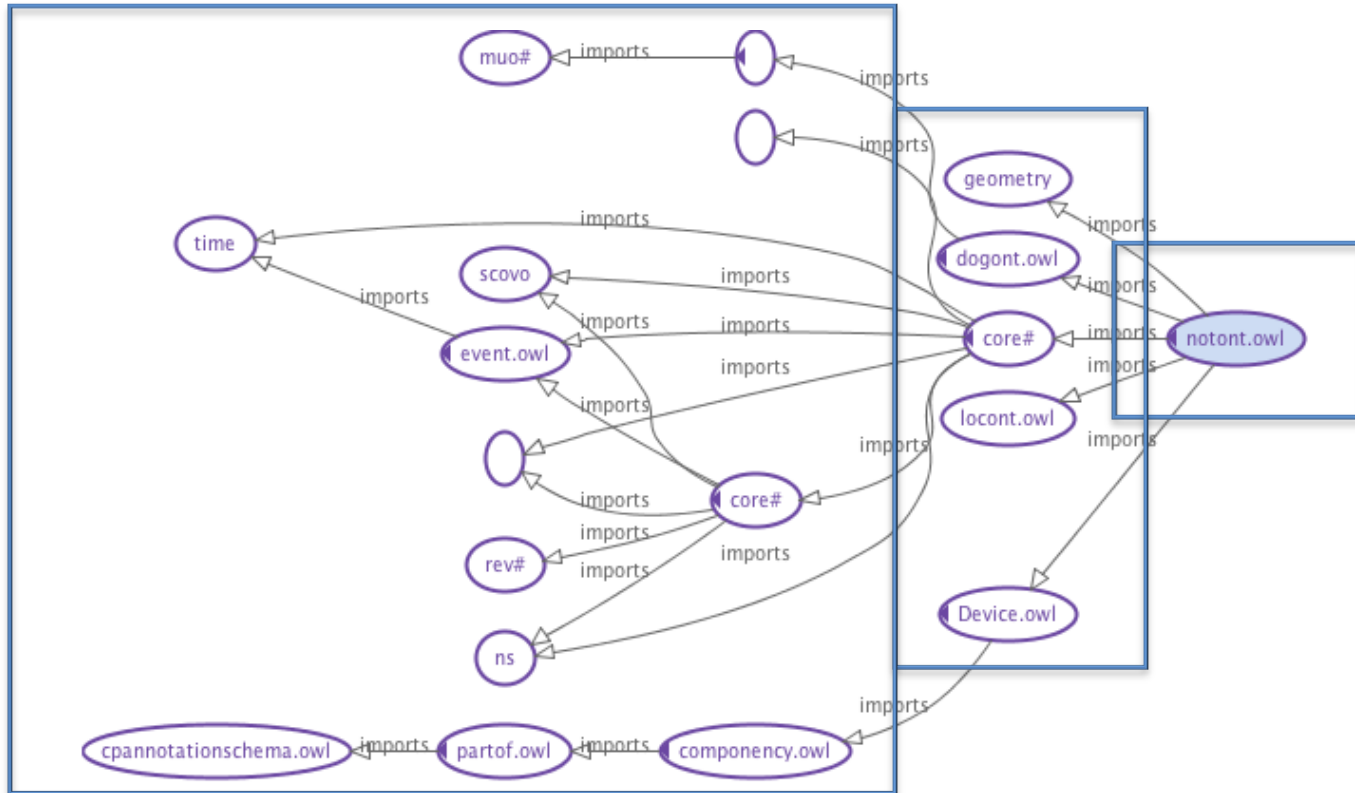 muo#
imports
imports
imports
geometry
imports
time
imports
dogont.owl
scovo
imports
imports
imports
imports
imports
core#
imports
notont.owl
event.owl
imports
imports
imports
locont.owl
imports
imports
imports
core#
imports
rev#
imports
imports
imports
Device.owl
ns
imports
cpannotationschema.owl
imports
partof.owl
imports
componency.owl